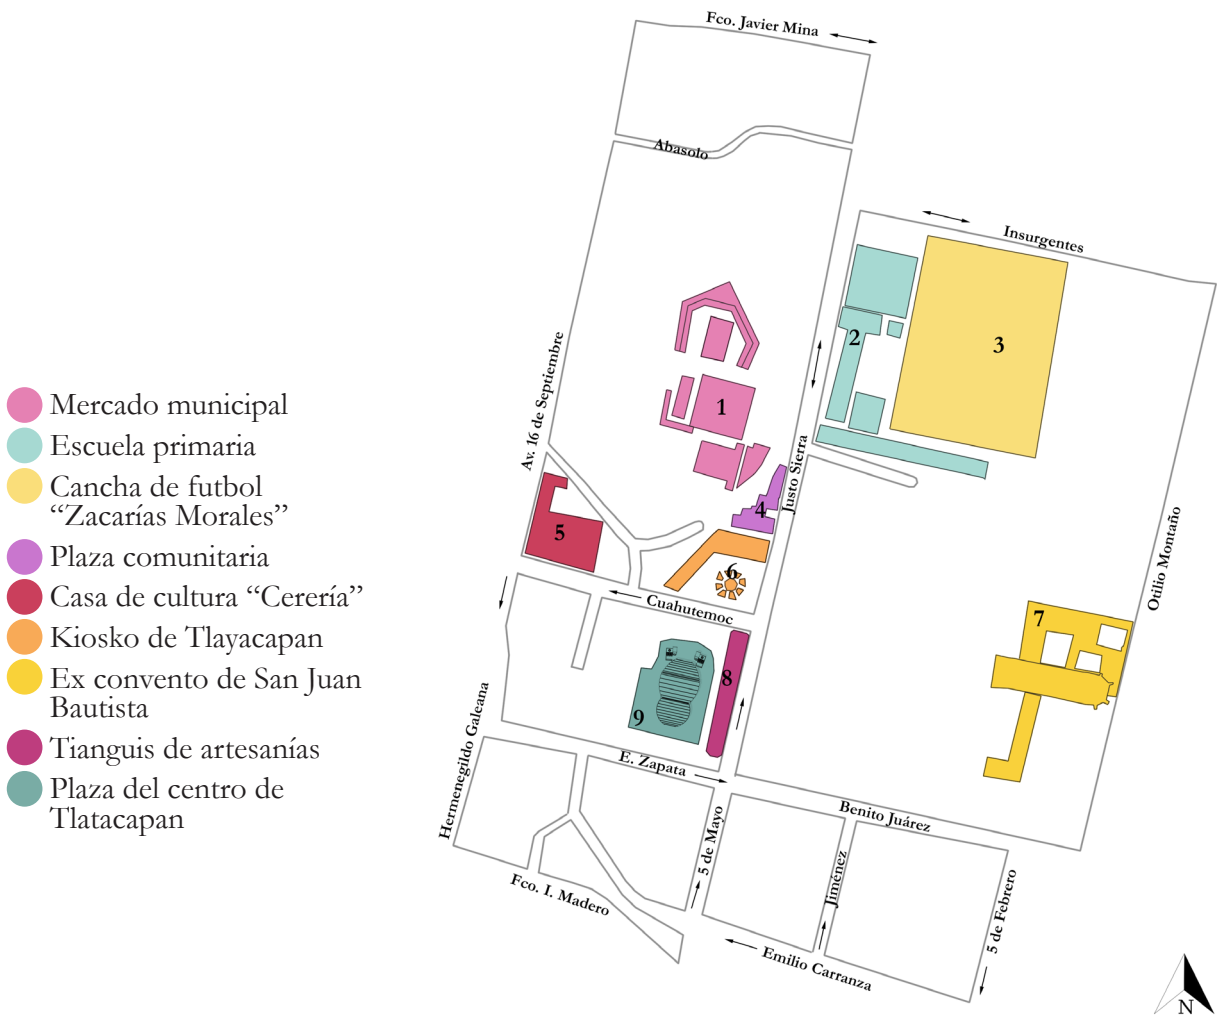 Fco. Javier Mina
Abasolo
Insurgentes
Av. 16 de Septiembre
Justo Sierra
Otilio Montaño
Cuahutemoc
Hermenegildo Galeana
E. Zapata
Benito Juárez
5 de Mayo
Jiménez
5 de Febrero
Fco. I. Madero
Emilio Carranza
1
2
3
4
5
6
7
8
9
Mercado municipal
Escuela primaria
Cancha de futbol
“Zacarías Morales”
Plaza comunitaria
Casa de cultura “Cerería”
Kiosko de Tlayacapan
Ex convento de San Juan
Bautista
Tianguis de artesanías
Plaza del centro de
Tlatacapan
N